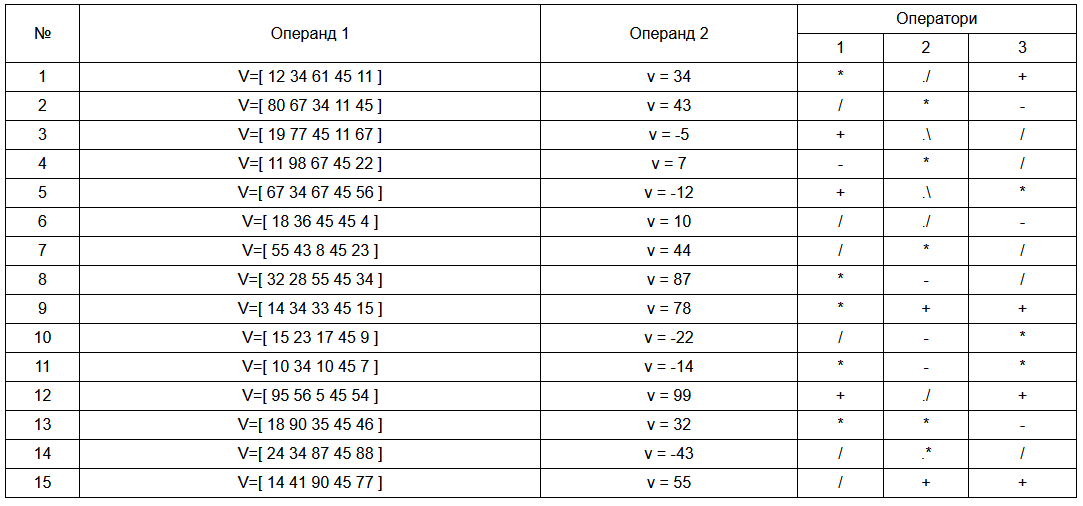 № Операнд 1 Операнд 2 Оператори
1 2 3
1 V=[ 12 34 61 45 11 ] v = 34 * ./ +
2 V=[ 80 67 34 11 45 ] v = 43 / * -
3 V=[ 19 77 45 11 67 ] v = -5 + .\ /
4 V=[ 11 98 67 45 22 ] v = 7 - * /
5 V=[ 67 34 67 45 56 ] v = -12 + .\ *
6 V=[ 18 36 45 45 4 ] v = 10 / ./ -
7 V=[ 55 43 8 45 23 ] v = 44 / * /
8 V=[ 32 28 55 45 34 ] v = 87 * - /
9 V=[ 14 34 33 45 15 ] v = 78 * + +
10 V=[ 15 23 17 45 9 ] v = -22 / - *
11 V=[ 10 34 10 45 7 ] v = -14 * - *
12 V=[ 95 56 5 45 54 ] v = 99 + ./ +
13 V=[ 18 90 35 45 46 ] v = 32 * * -
14 V=[ 24 34 87 45 88 ] v = -43 / .* /
15 V=[ 14 41 90 45 77 ] v = 55 / + +